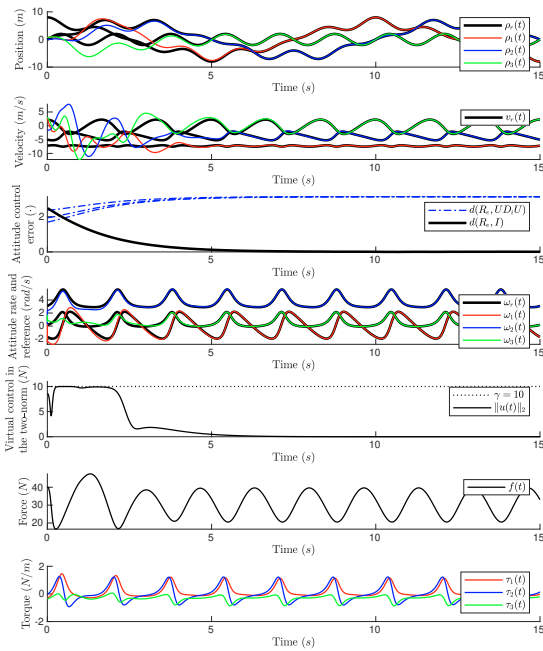 Position (m)
10
0
-10
ρr(t)
ρ1(t)
ρ2(t)
ρ3(t)
0 5 10 15
Time (s)
Velocity (m/s)
5
0
-5
-10
vr(t)
0 5 10 15
Time (s)
Attitude control
error (·)
2
0
d(Re, UDiU)
d(Re, I)
0 5 10 15
Time (s)
Attitude rate and
reference (rad/s)
4
2
0
-2
ωr(t)
ω1(t)
ω2(t)
ω3(t)
0 5 10 15
Time (s)
Virtual control in
the two-norm (N)
10
5
0
γ = 10
‖u(t)‖2
0 5 10 15
Time (s)
Force (N)
40
30
20
f(t)
0 5 10 15
Time (s)
Torque (N/m)
2
0
-2
τ1(t)
τ2(t)
τ3(t)
0 5 10 15
Time (s)